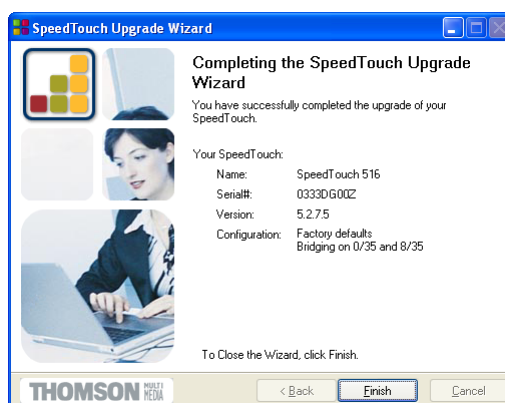 SpeedTouch Upgrade Wizard
Completing the SpeedTouch Upgrade
Wizard
You have successfully completed the upgrade of your
SpeedTouch.
Your SpeedTouch:
Name: SpeedTouch 516
Serial#: 0333DG00Z
Version: 5.2.7.5
Configuration: Factory defaults
Bridging on 0/35 and 8/35
To Close the Wizard, click Finish.
THOMSON MULTI MEDIA
< Back Finish Cancel